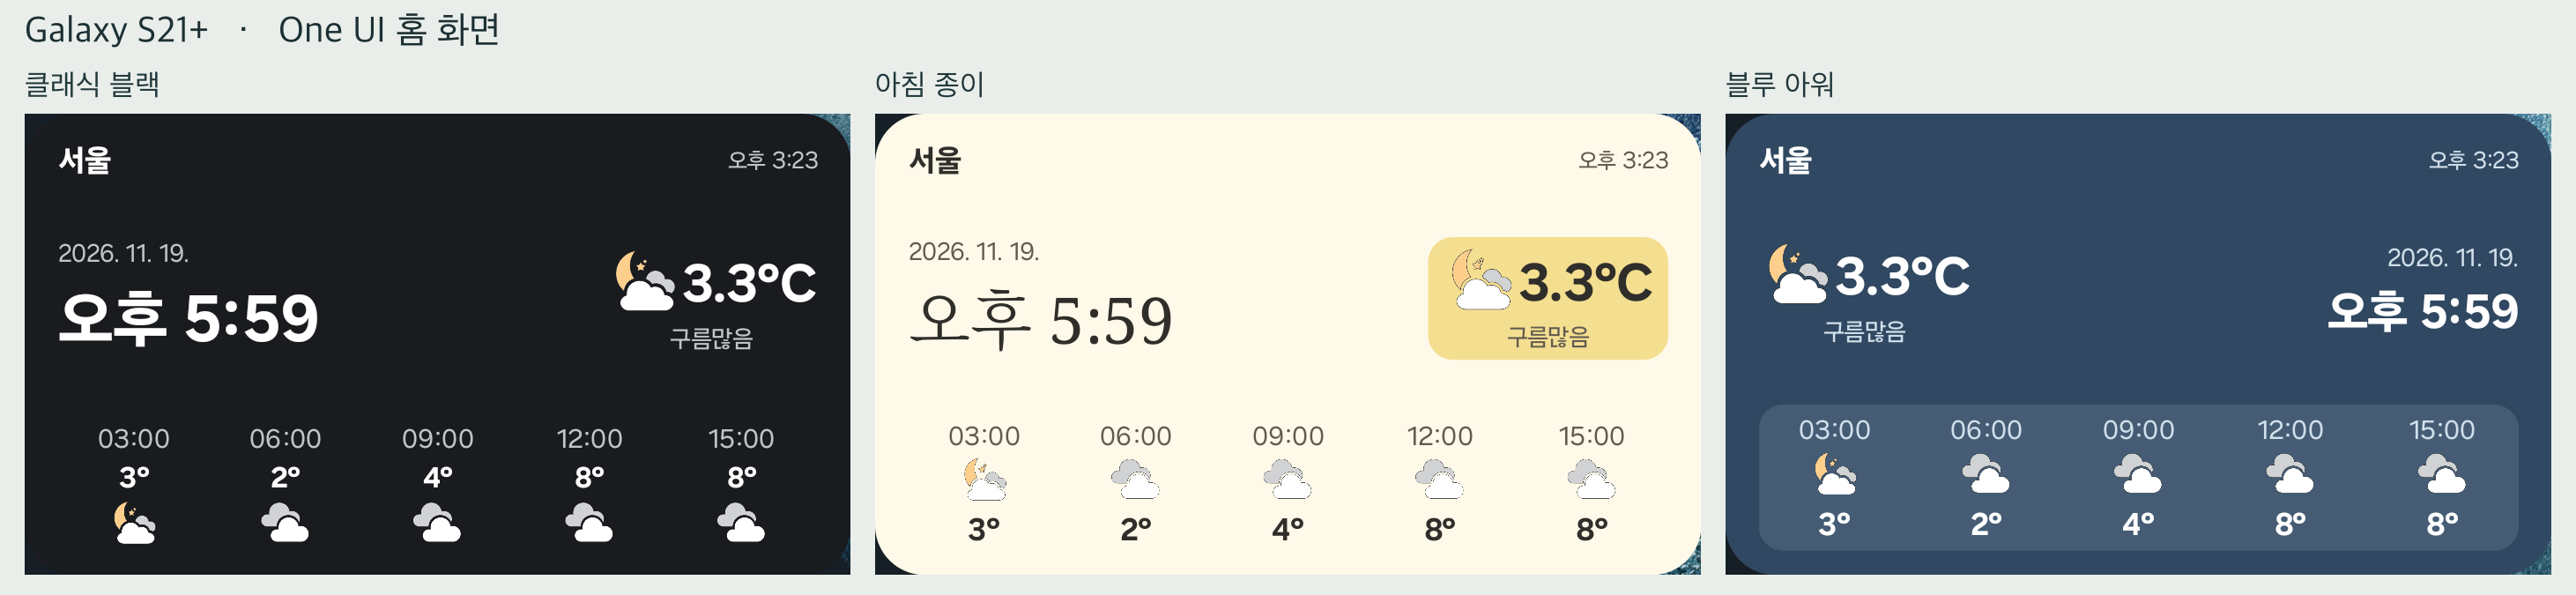 Galaxy S21+ · One UI 홈 화면
클래식 블랙
서울
오후 3:23
2026. 11. 19.
오후 5:59
3.3°C
구름많음
03:00 06:00 09:00 12:00 15:00
3° 2° 4° 8° 8°
아침 종이
서울
오후 3:23
2026. 11. 19.
오후 5:59
3.3°C
구름많음
03:00 06:00 09:00 12:00 15:00
3° 2° 4° 8° 8°
블루 아워
서울
오후 3:23
3.3°C
구름많음
2026. 11. 19.
오후 5:59
03:00 06:00 09:00 12:00 15:00
3° 2° 4° 8° 8°